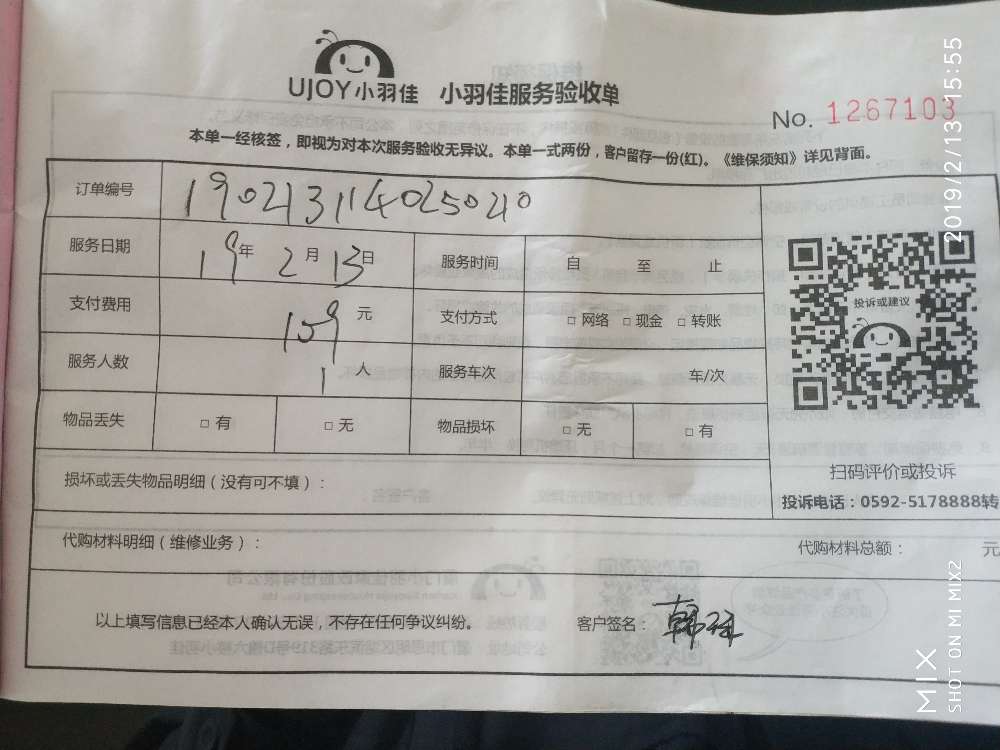 UJOY小羽佳 小羽佳服务验收单
No. 1267103
本单一经核签，即视为对本次服务验收无异议。本单一式两份，客户留存一份(红)。《维保须知》详见背面。
订单编号 190213114025040
服务日期 19年 2月 13日 服务时间 自 至 止
支付费用 159 元 支付方式 □ 网络 □ 现金 □ 转账
服务人数 1 人 服务车次 车/次
物品丢失 □ 有 □ 无 物品损坏 □ 无 □ 有
投诉或建议
扫码评价或投诉
投诉电话：0592-5178888转
损坏或丢失物品明细（没有可不填）：
代购材料明细（维修业务）： 代购材料总额： 元
以上填写信息已经本人确认无误，不存在任何争议纠纷。 客户签名：
2019/2/13 15:55
MIX
SHOT ON MI MIX2